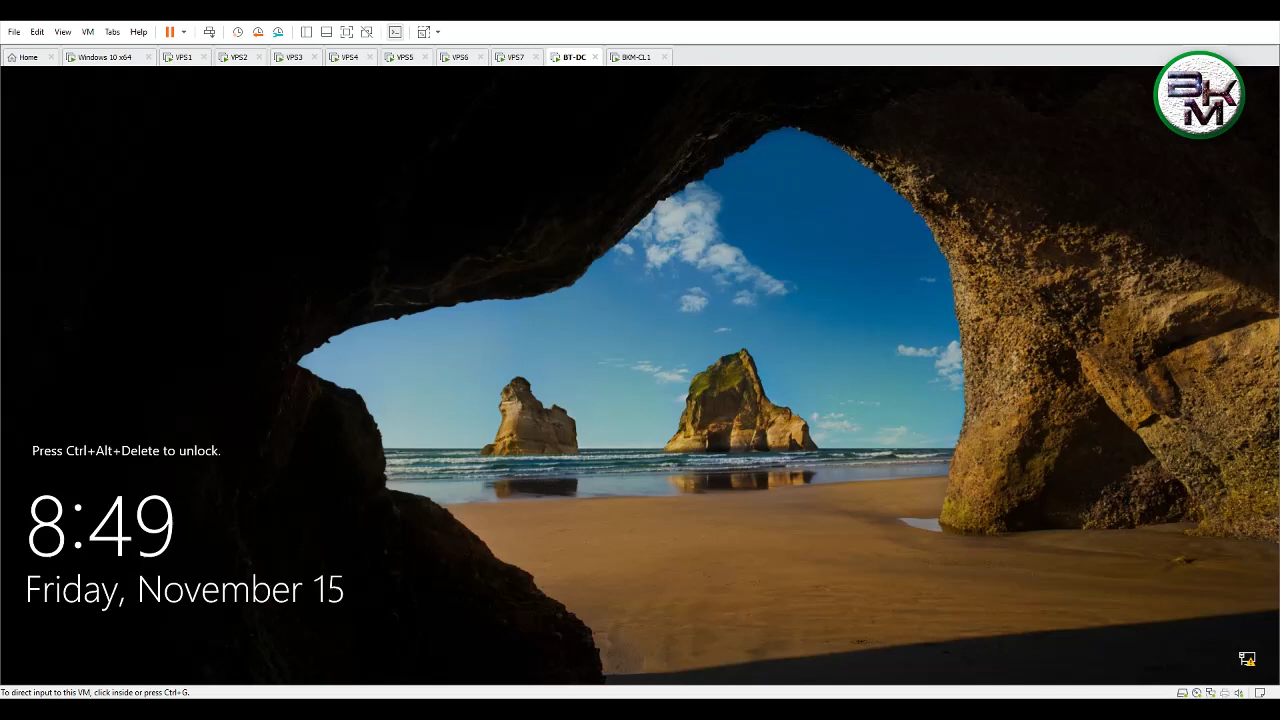 File Edit View VM Tabs Help
Home Windows 10 x64 VPS1 VPS2 VPS3 VPS4 VPS5 VPS6 VPS7 BT-DC BKM-CL1
BKM
Press Ctrl+Alt+Delete to unlock.
8:49
Friday, November 15
To direct input to this VM, click inside or press Ctrl+G.